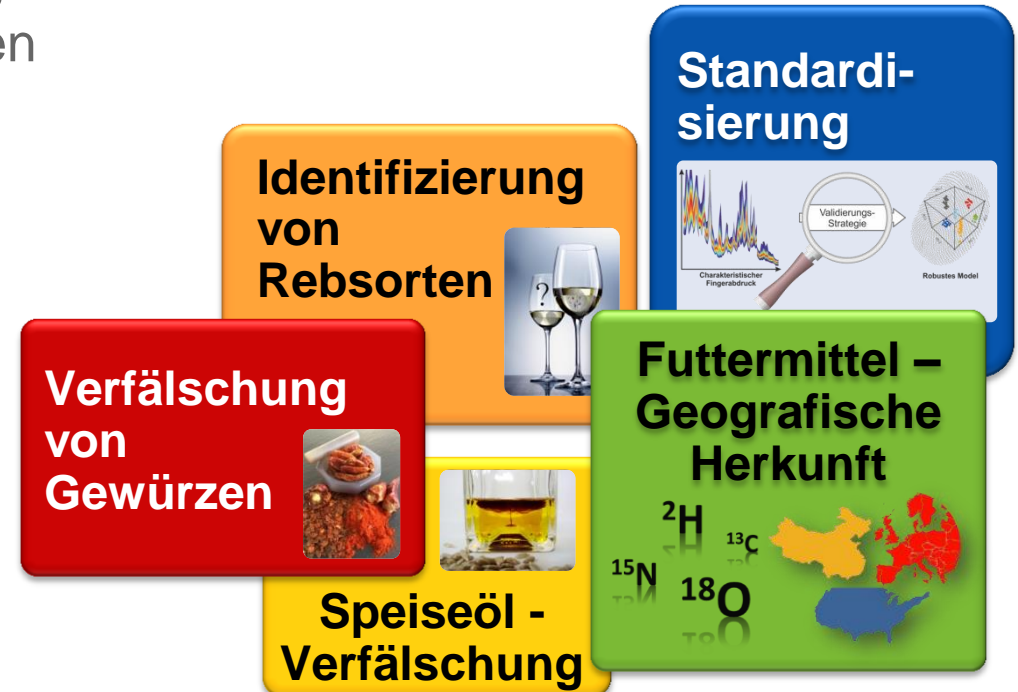 en
Standardi-
sierung
Validierungs-
Strategie
Charakteristischer
Fingerabdruck
Robustes Model
Identifizierung
von
Rebsorten
?
Verfälschung
von
Gewürzen
Futtermittel –
Geografische
Herkunft
²H
¹³C
¹⁵N
¹⁸O
Speiseöl -
Verfälschung